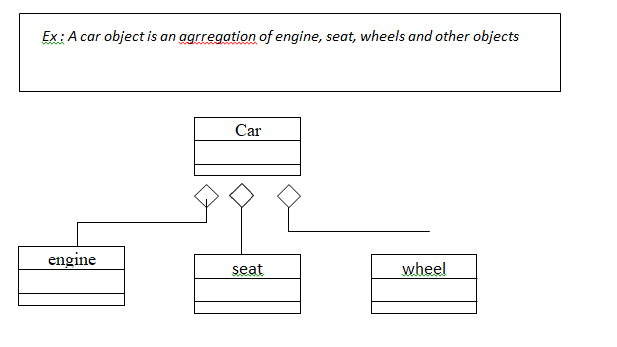 Ex : A car object is an agrregation of engine, seat, wheels and other objects
Car
engine
seat
wheel